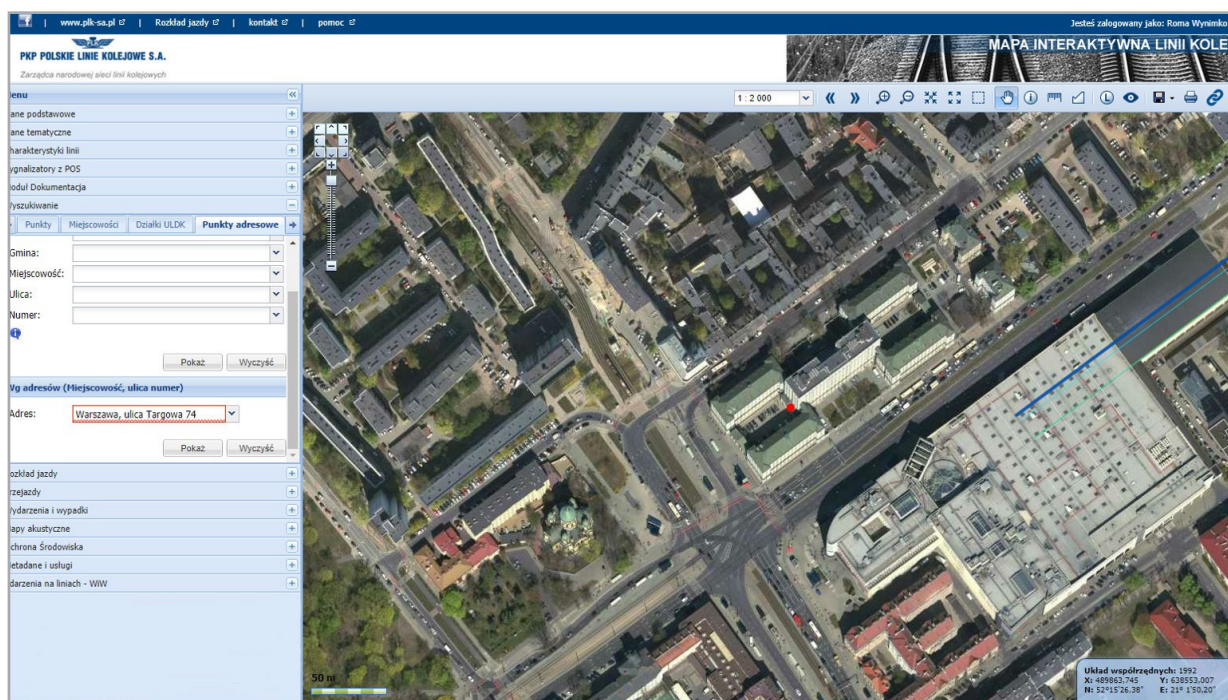 | www.plk-sa.pl | Rozkład jazdy | kontakt | pomoc
Jesteś zalogowany jako: Roma Wynimko
PLK
PKP POLSKIE LINIE KOLEJOWE S.A.
Zarządca narodowej sieci linii kolejowych
MAPA INTERAKTYWNA LINII KOLE
1 : 2 000
enu
ane podstawowe
ane tematyczne
harakterystyki linii
ygnalizatory z POS
oduł Dokumentacja
yszukiwanie
Punkty Miejscowości Działki ULDK Punkty adresowe
Gmina:
Miejscowość:
Ulica:
Numer:
Pokaż Wyczyść
Wg adresów (Miejscowość, ulica numer)
Adres: Warszawa, ulica Targowa 74
Pokaż Wyczyść
ozkład jazdy
rzejazdy
ydarzenia i wypadki
apy akustyczne
chrona Środowiska
etadane i usługi
darzenia na liniach - WiW
50 m
Układ współrzędnych: 1992
X: 489863,745 Y: 638553,007
N: 52°15'26,38" E: 21° 1'50,20"